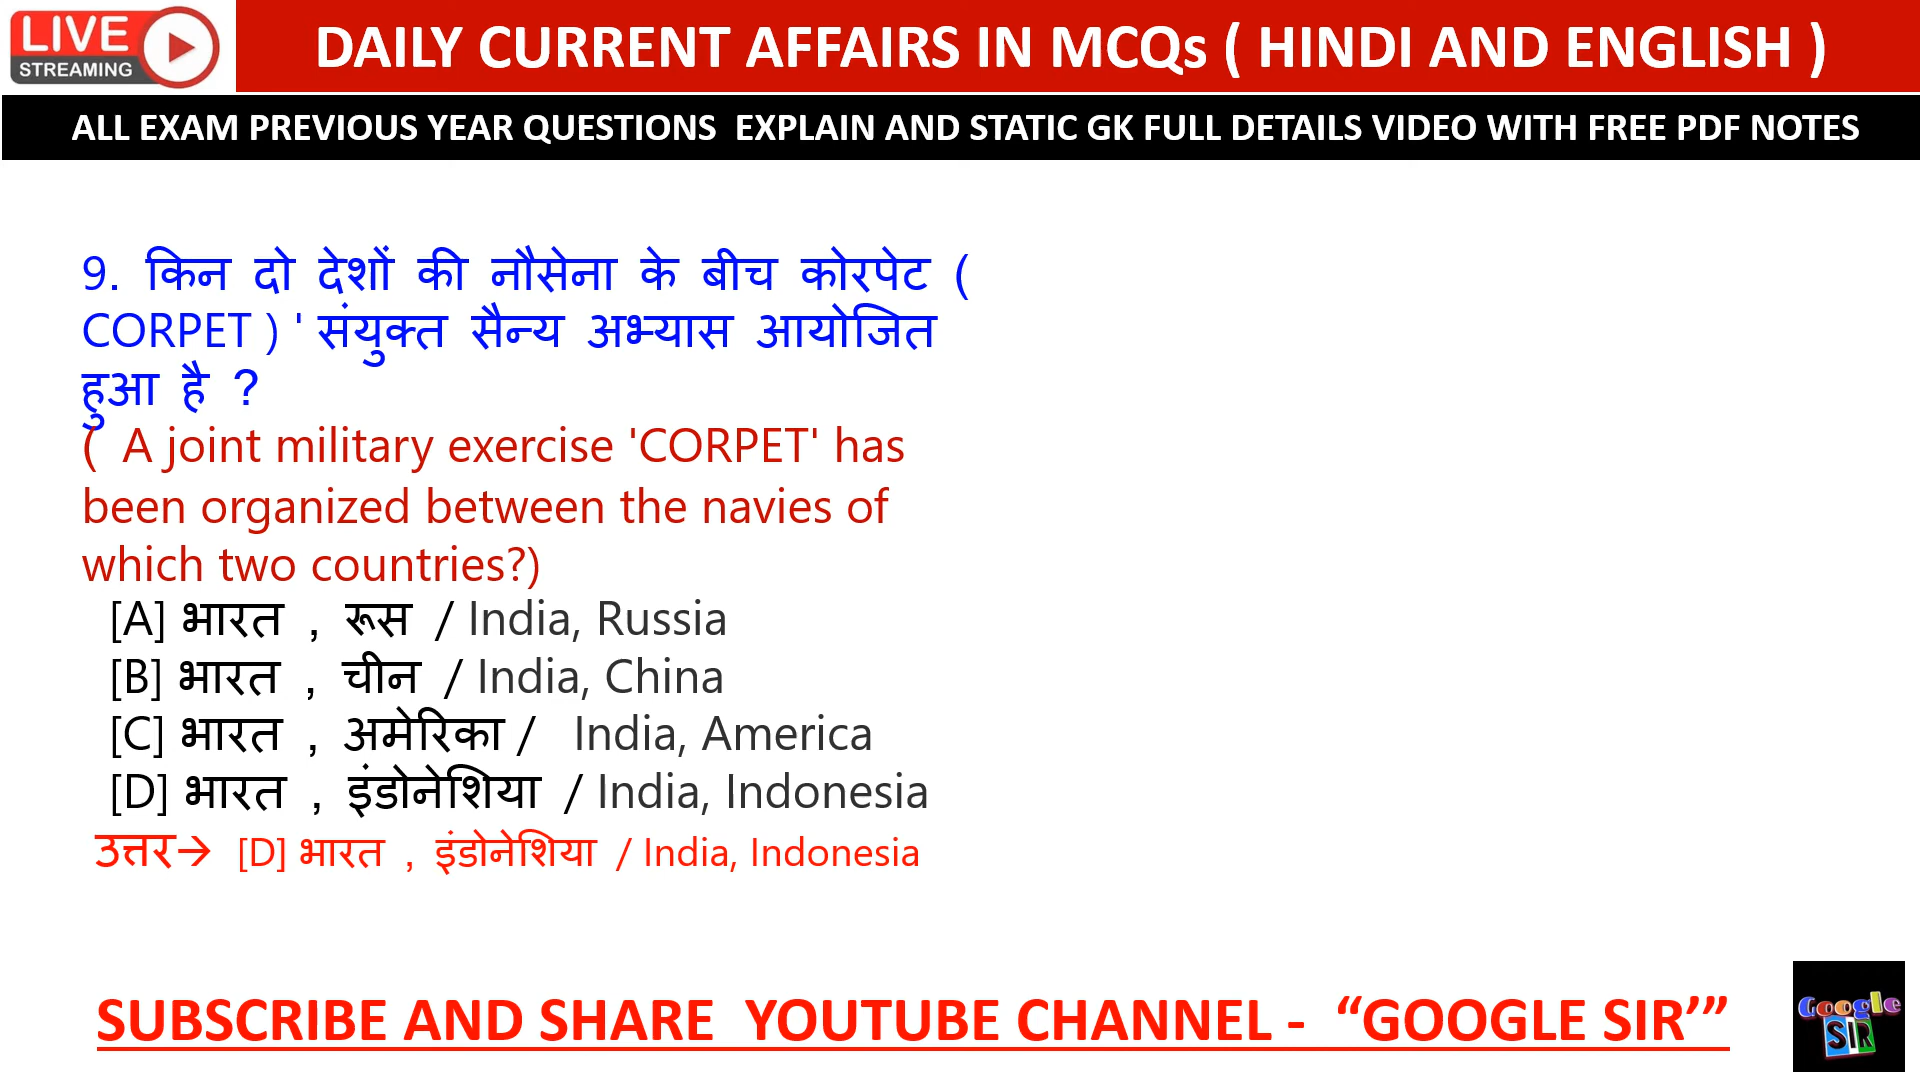 LIVE
STREAMING
DAILY CURRENT AFFAIRS IN MCQs ( HINDI AND ENGLISH )
ALL EXAM PREVIOUS YEAR QUESTIONS EXPLAIN AND STATIC GK FULL DETAILS VIDEO WITH FREE PDF NOTES
9. किन दो देशों की नौसेना के बीच कोरपेट (
CORPET ) ' संयुक्त सैन्य अभ्यास आयोजित
हुआ है ?
( A joint military exercise 'CORPET' has
been organized between the navies of
which two countries?)
[A] भारत , रूस / India, Russia
[B] भारत , चीन / India, China
[C] भारत , अमेरिका / India, America
[D] भारत , इंडोनेशिया / India, Indonesia
उत्तर→ [D] भारत , इंडोनेशिया / India, Indonesia
SUBSCRIBE AND SHARE YOUTUBE CHANNEL - “GOOGLE SIR’”
Google
SIR